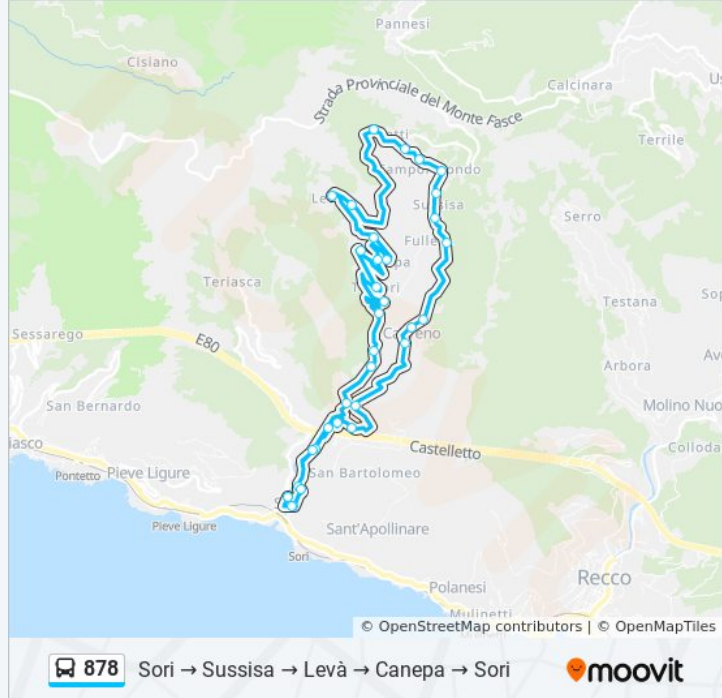 Pannesi
Cisiano
Calcinara
Strada Provinciale del Monte Fasce
Terrile
Sussisa
Serro
Fulle
Teriasca
Testana
Sessarego
E80
Arbora
San Bernardo
Molino Nuo
Castelletto
Colloda
Pontetto
Pieve Ligure
San Bartolomeo
Pieve Ligure
Sant'Apollinare
Sori
Recco
Polanesi
Mulinetti
© OpenStreetMap contributors | © OpenMapTiles
878 Sori → Sussisa → Levà → Canepa → Sori
moovit